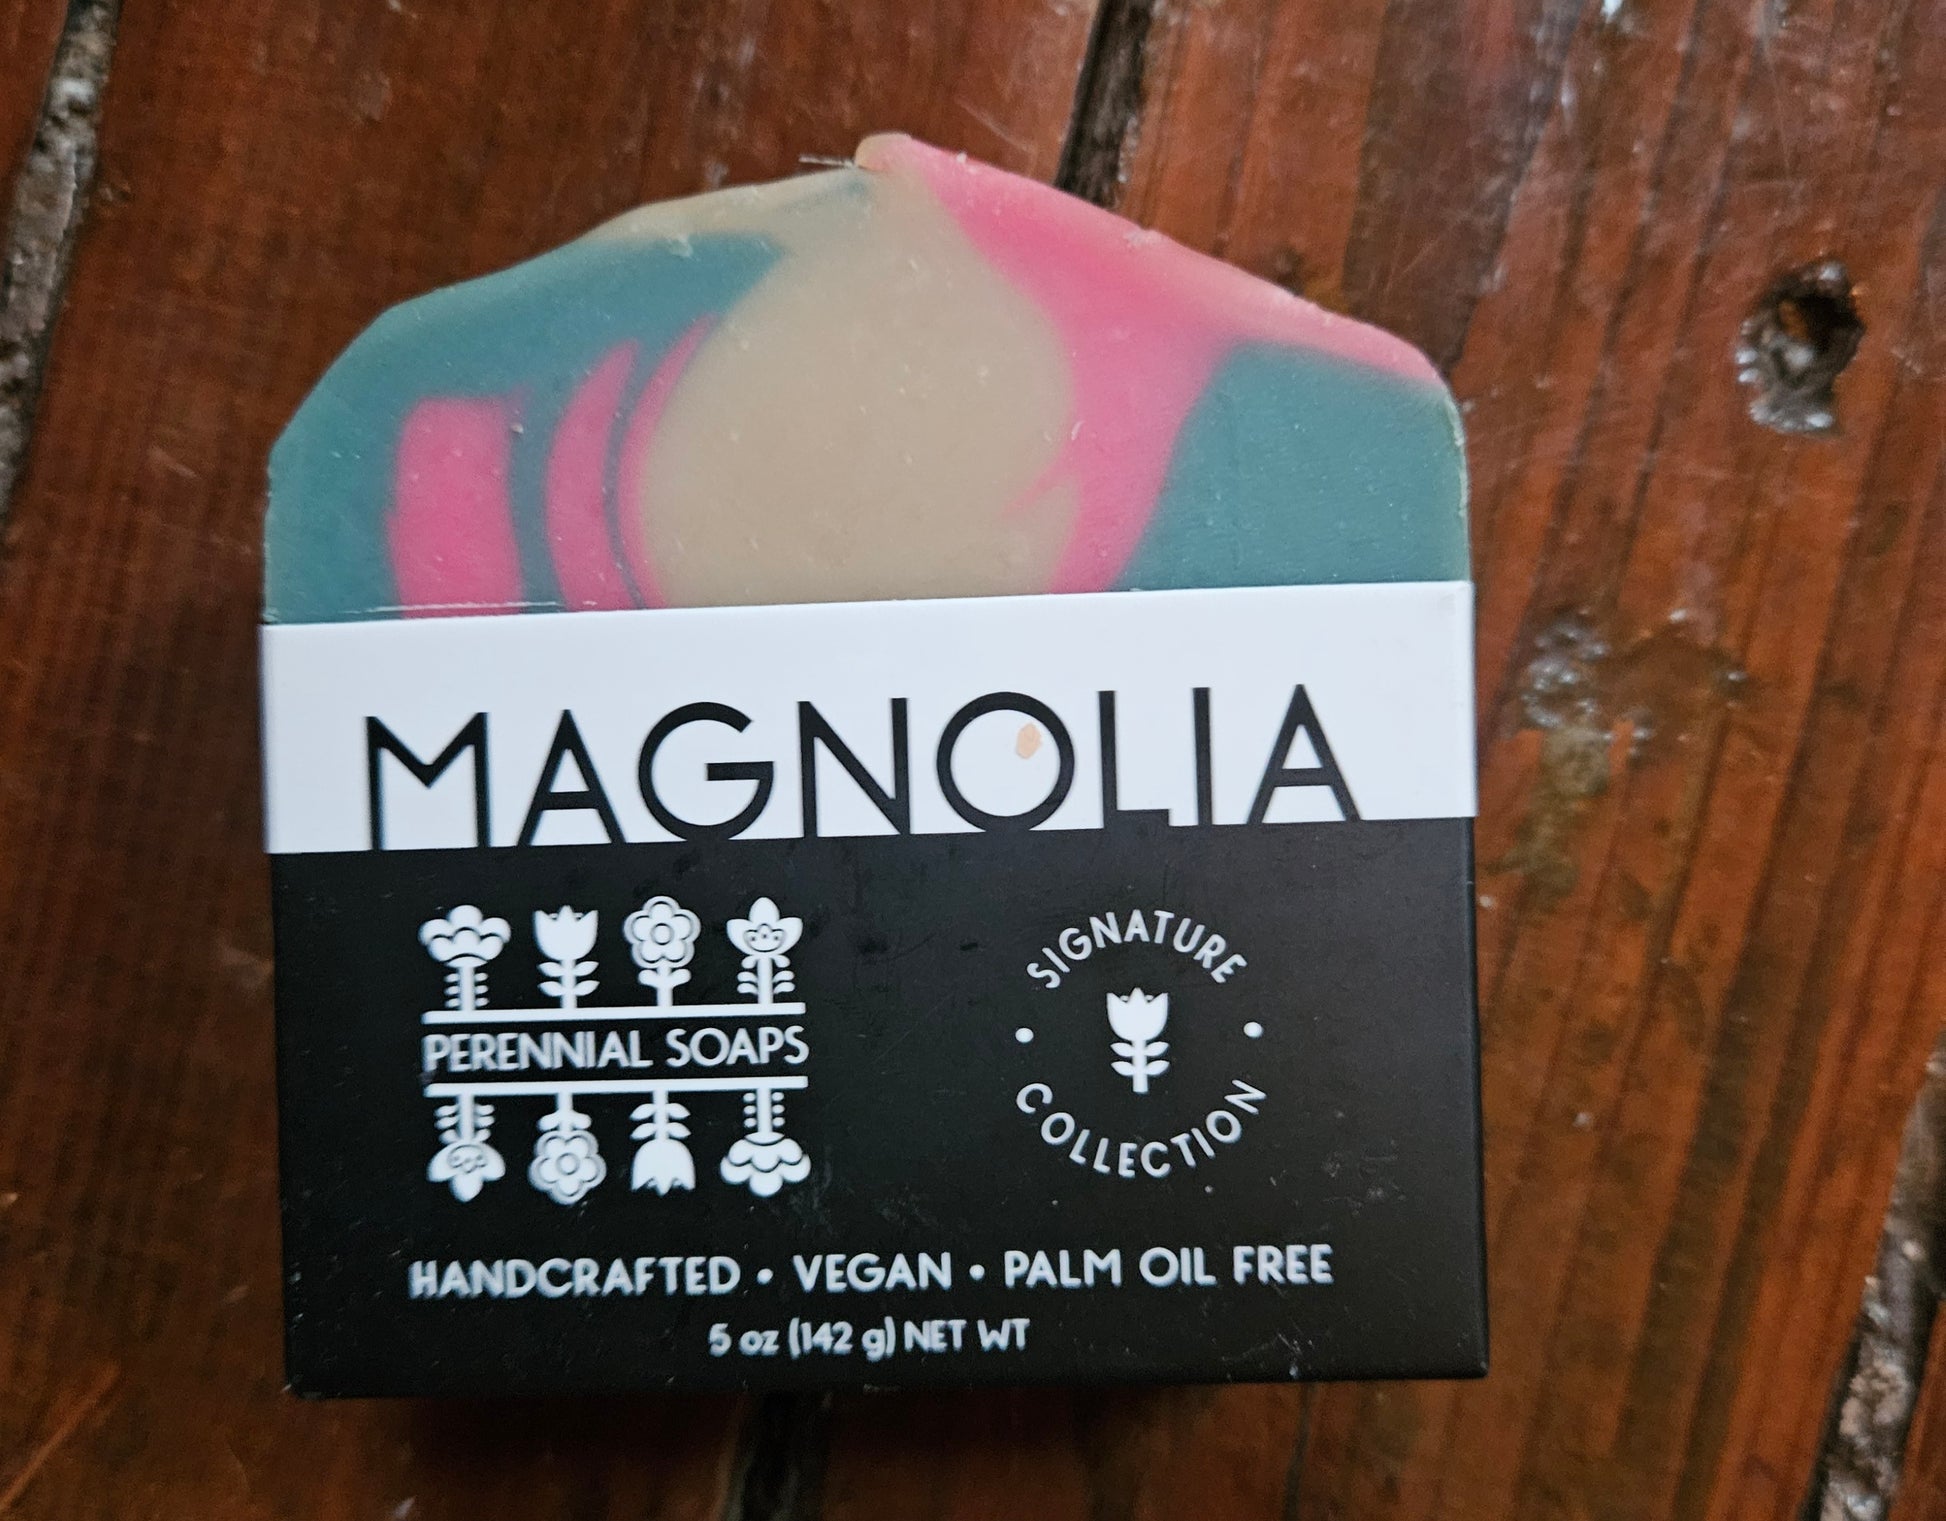 MAGNOLIA
PERENNIAL SOAPS
SIGNATURE
COLLECTION
HANDCRAFTED • VEGAN • PALM OIL FREE
5 oz (142 g) NET WT